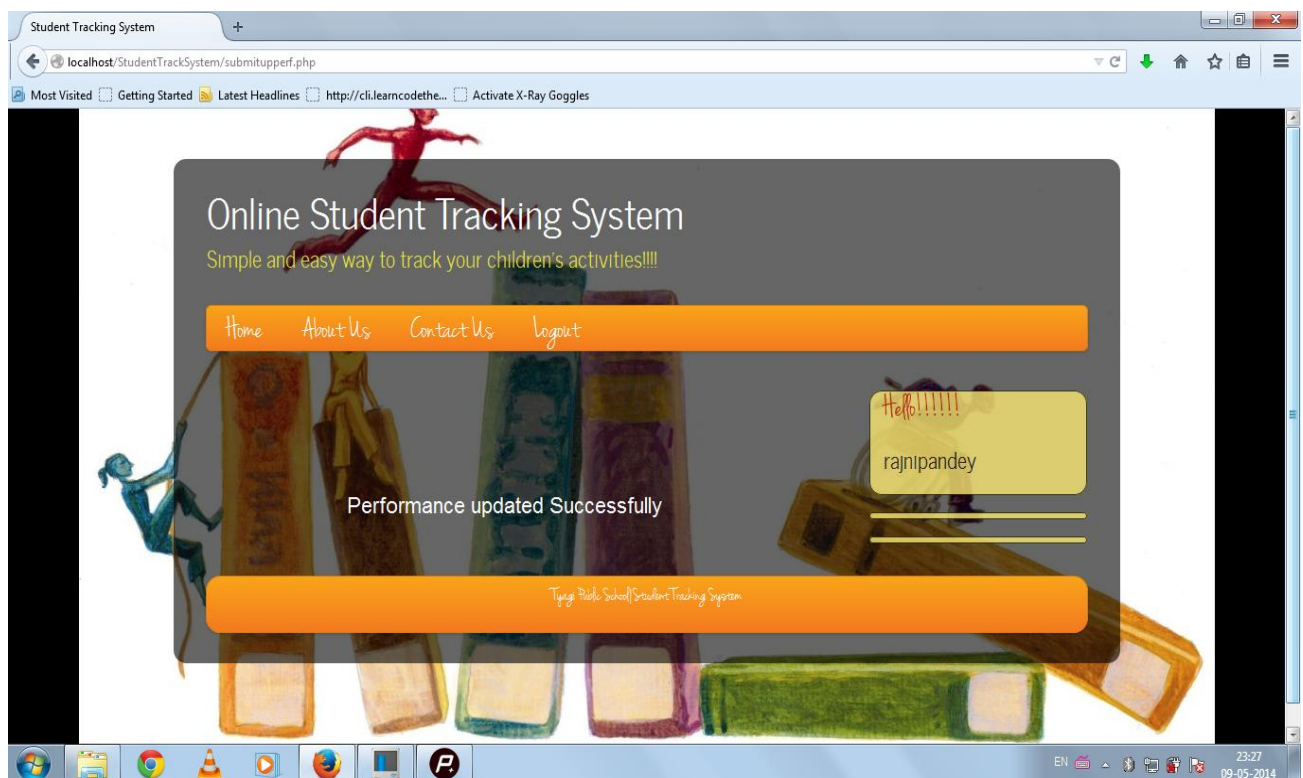 Student Tracking System
localhost/StudentTrackSystem/submitupperf.php
Most Visited Getting Started Latest Headlines http://cli.learncodethe... Activate X-Ray Goggles
Online Student Tracking System
Simple and easy way to track your children's activities!!!!
Home About Us Contact Us Logout
Hello!!!!!!
rajnipandey
Performance updated Successfully
Tyagi Public School|Student Tracking System
EN 23:27
09-05-2014